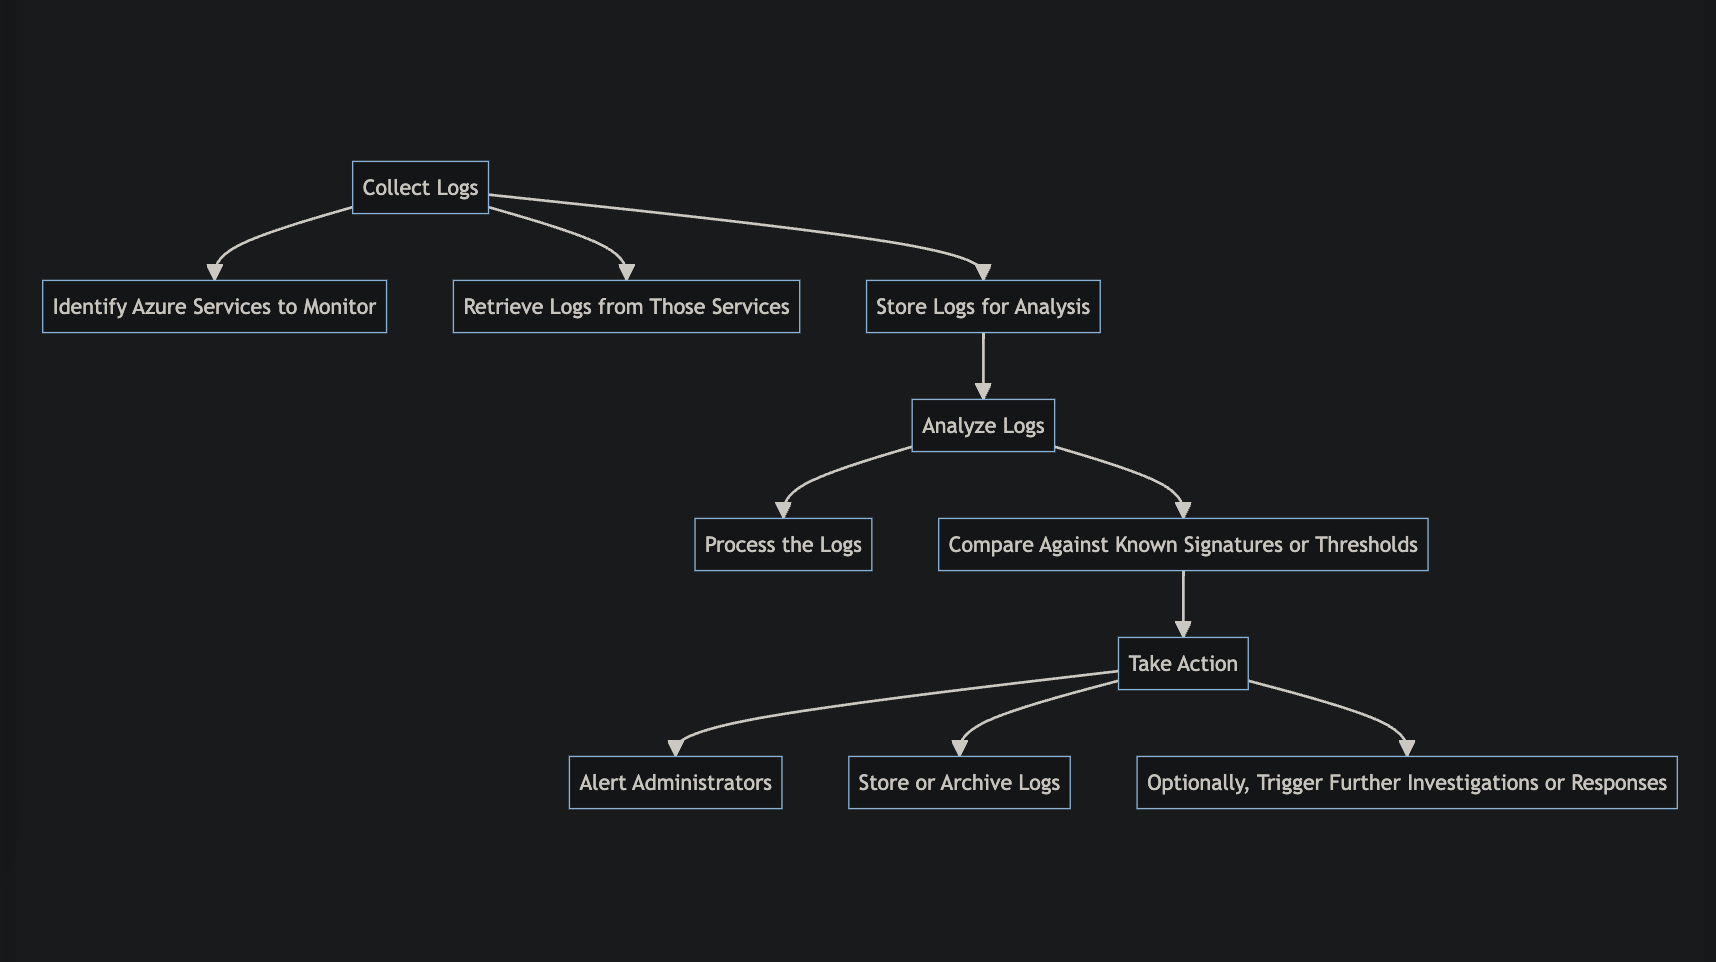 Collect Logs
Identify Azure Services to Monitor
Retrieve Logs from Those Services
Store Logs for Analysis
Analyze Logs
Process the Logs
Compare Against Known Signatures or Thresholds
Take Action
Alert Administrators
Store or Archive Logs
Optionally, Trigger Further Investigations or Responses